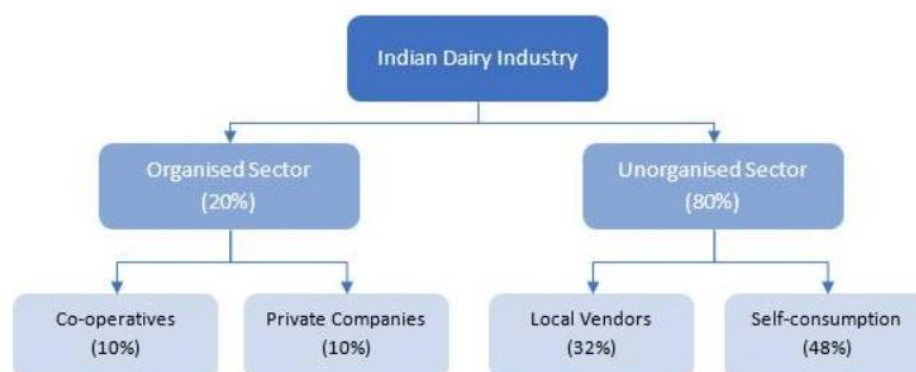 Indian Dairy Industry
Organised Sector
(20%)
Unorganised Sector
(80%)
Co-operatives
(10%)
Private Companies
(10%)
Local Vendors
(32%)
Self-consumption
(48%)